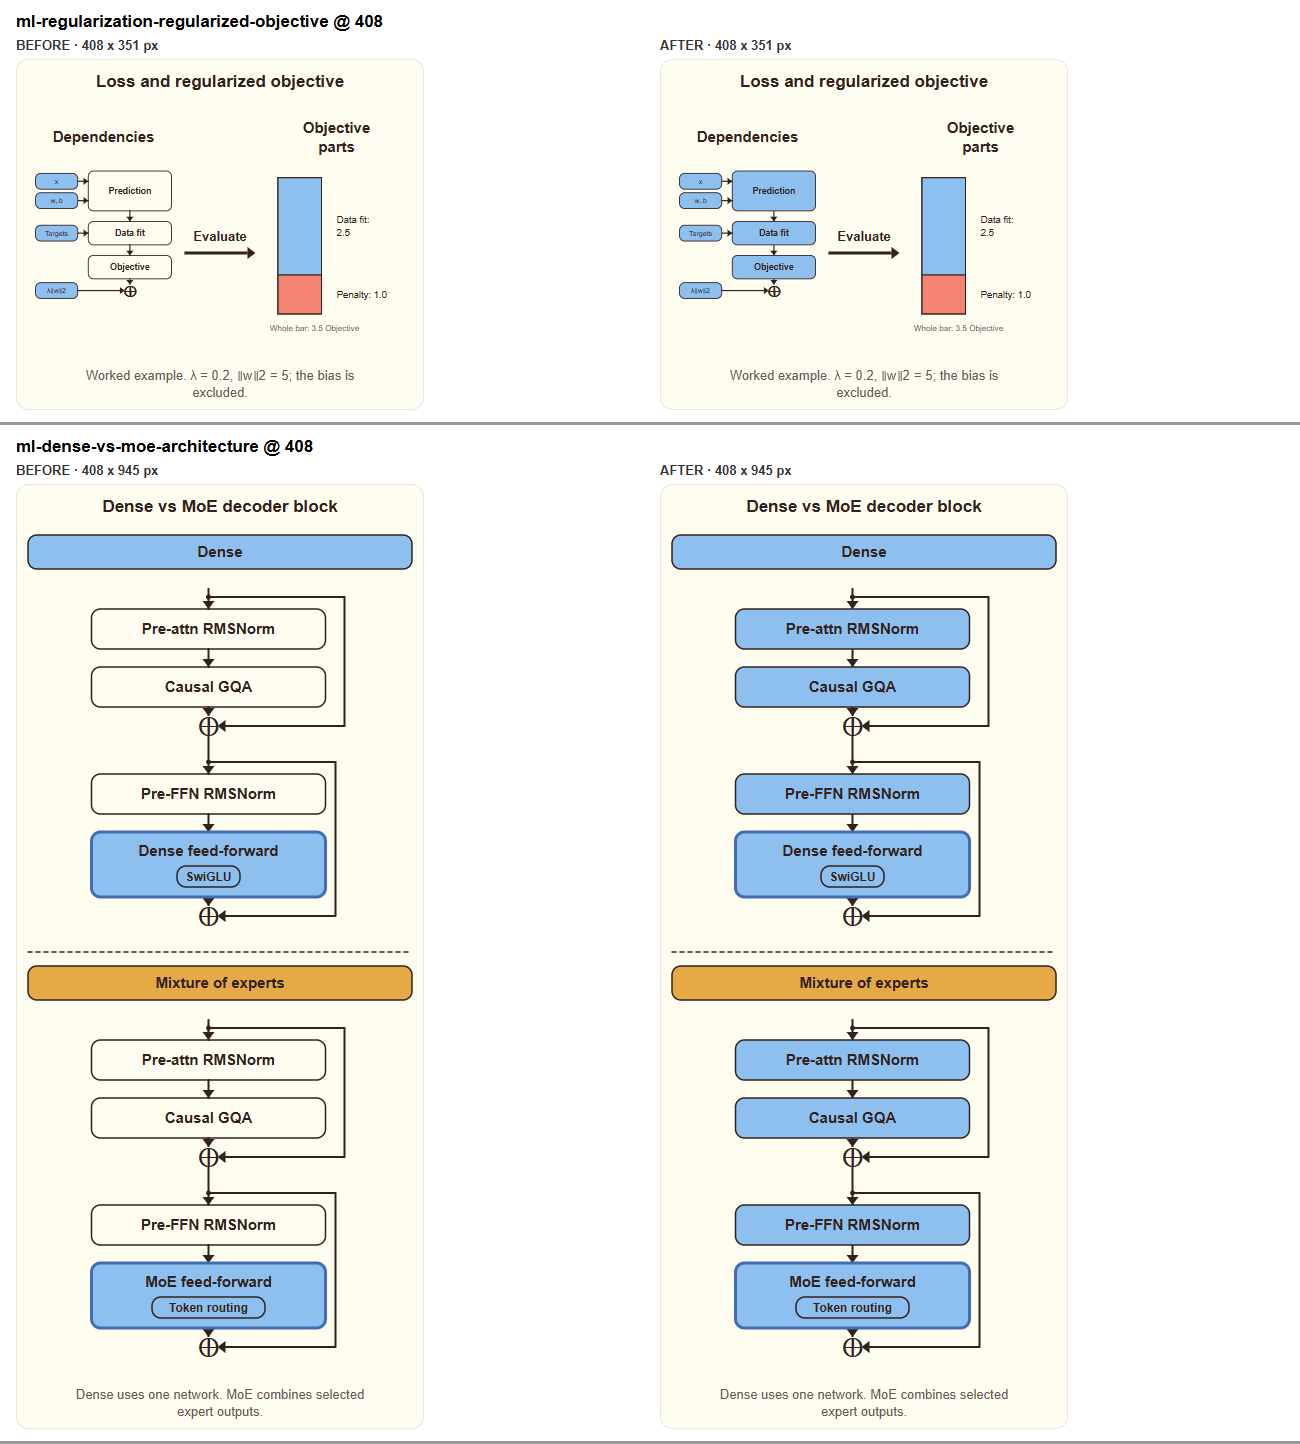 ml-regularization-regularized-objective @ 408
BEFORE · 408 x 351 px
Loss and regularized objective
Dependencies
Objective
parts
x
w, b
Prediction
Targets
Data fit
Objective
λ‖w‖2
Evaluate
Data fit:
2.5
Penalty: 1.0
Whole bar: 3.5 Objective
Worked example. λ = 0.2, ‖w‖2 = 5; the bias is
excluded.
AFTER · 408 x 351 px
Loss and regularized objective
Dependencies
Objective
parts
x
w, b
Prediction
Targets
Data fit
Objective
λ‖w‖2
Evaluate
Data fit:
2.5
Penalty: 1.0
Whole bar: 3.5 Objective
Worked example. λ = 0.2, ‖w‖2 = 5; the bias is
excluded.
ml-dense-vs-moe-architecture @ 408
BEFORE · 408 x 945 px
Dense vs MoE decoder block
Dense
Pre-attn RMSNorm
Causal GQA
Pre-FFN RMSNorm
Dense feed-forward
SwiGLU
Mixture of experts
Pre-attn RMSNorm
Causal GQA
Pre-FFN RMSNorm
MoE feed-forward
Token routing
Dense uses one network. MoE combines selected
expert outputs.
AFTER · 408 x 945 px
Dense vs MoE decoder block
Dense
Pre-attn RMSNorm
Causal GQA
Pre-FFN RMSNorm
Dense feed-forward
SwiGLU
Mixture of experts
Pre-attn RMSNorm
Causal GQA
Pre-FFN RMSNorm
MoE feed-forward
Token routing
Dense uses one network. MoE combines selected
expert outputs.